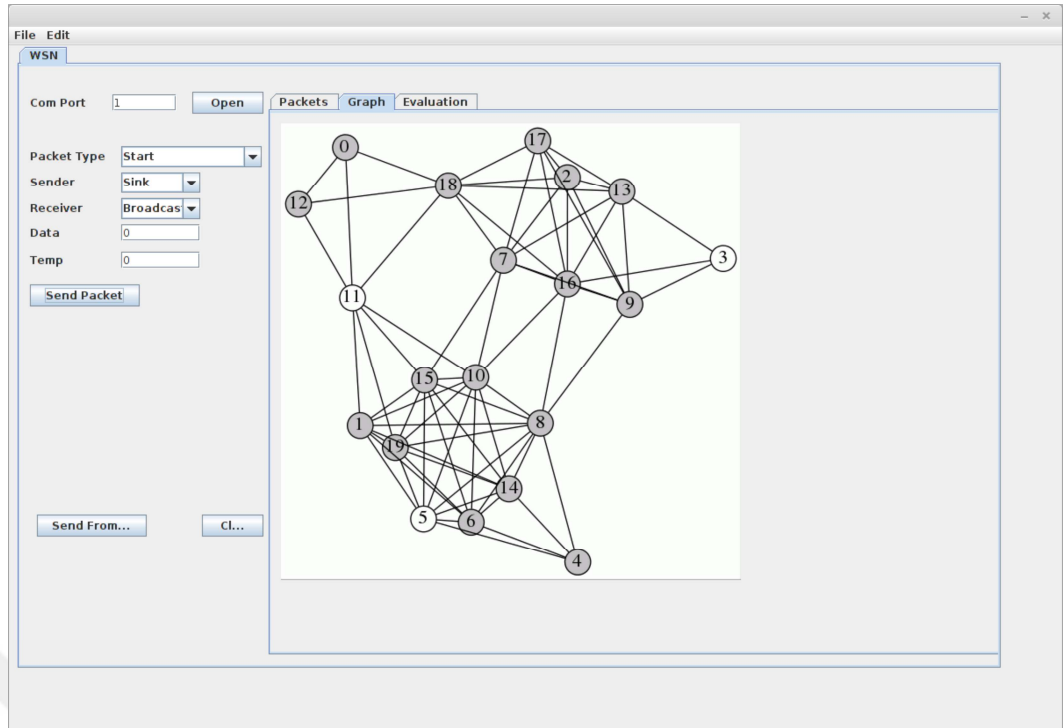 File Edit
WSN
Com Port 1 Open
Packets Graph Evaluation
Packet Type Start
Sender Sink
Receiver Broadcas
Data 0
Temp 0
Send Packet
Send From... Cl...
0
17
2
18
13
12
7
3
16
11
9
15
10
1
8
19
14
5
6
4